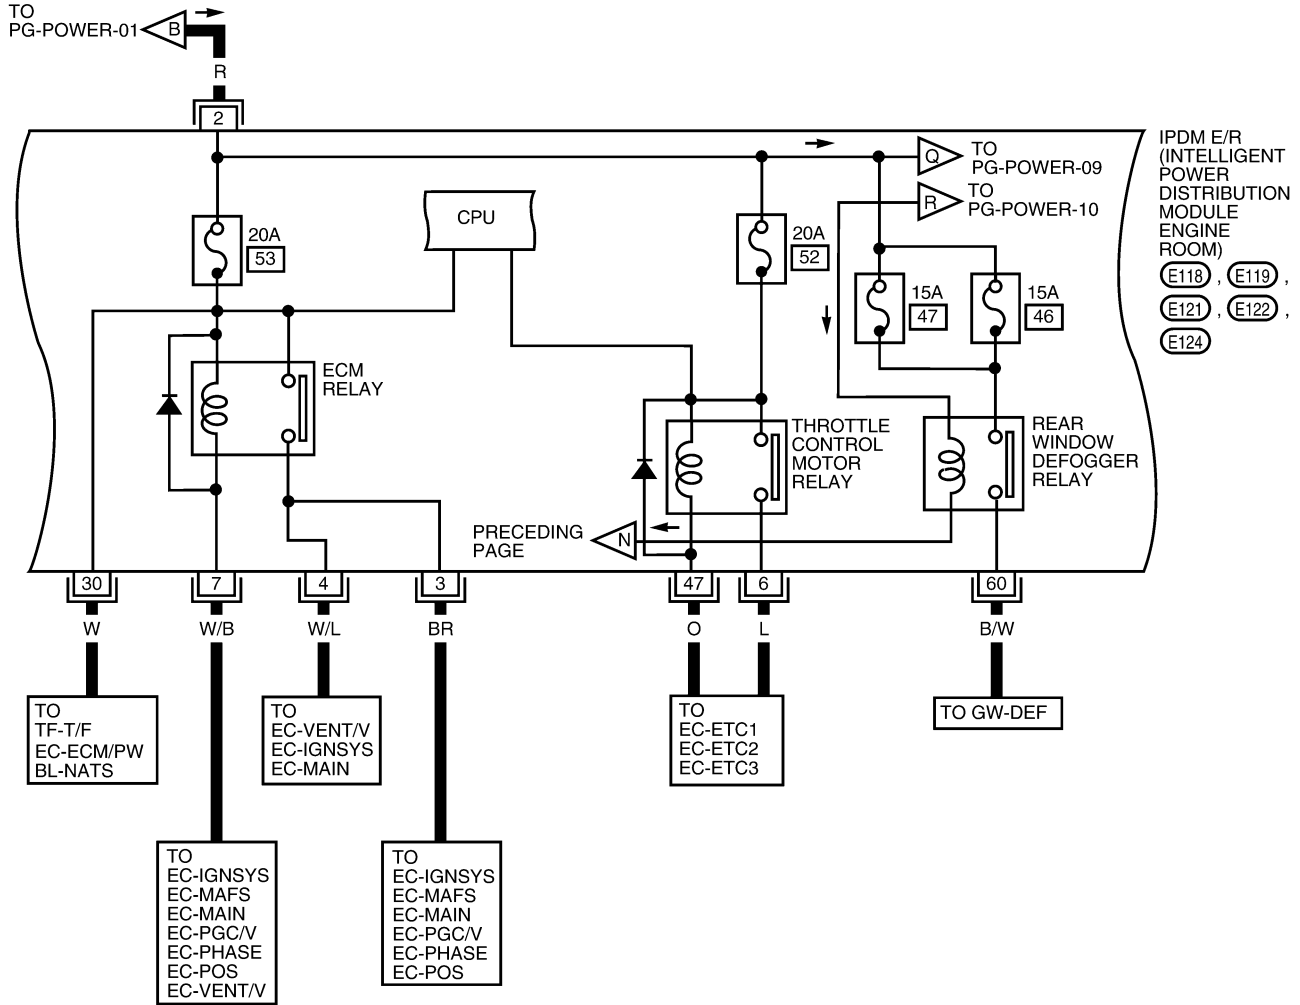 TO
PG-POWER-01
B
R
2
IPDM E/R
(INTELLIGENT
POWER
DISTRIBUTION
MODULE
ENGINE
ROOM)
E118 , E119 ,
E121 , E122 ,
E124
Q
TO
PG-POWER-09
R
TO
PG-POWER-10
CPU
20A
53
20A
52
15A
47
15A
46
ECM
RELAY
THROTTLE
CONTROL
MOTOR
RELAY
REAR
WINDOW
DEFOGGER
RELAY
PRECEDING
PAGE
N
30
7
4
3
47
6
60
W
W/B
W/L
BR
O
L
B/W
TO
TF-T/F
EC-ECM/PW
BL-NATS
TO
EC-VENT/V
EC-IGNSYS
EC-MAIN
TO
EC-ETC1
EC-ETC2
EC-ETC3
TO GW-DEF
TO
EC-IGNSYS
EC-MAFS
EC-MAIN
EC-PGC/V
EC-PHASE
EC-POS
EC-VENT/V
TO
EC-IGNSYS
EC-MAFS
EC-MAIN
EC-PGC/V
EC-PHASE
EC-POS